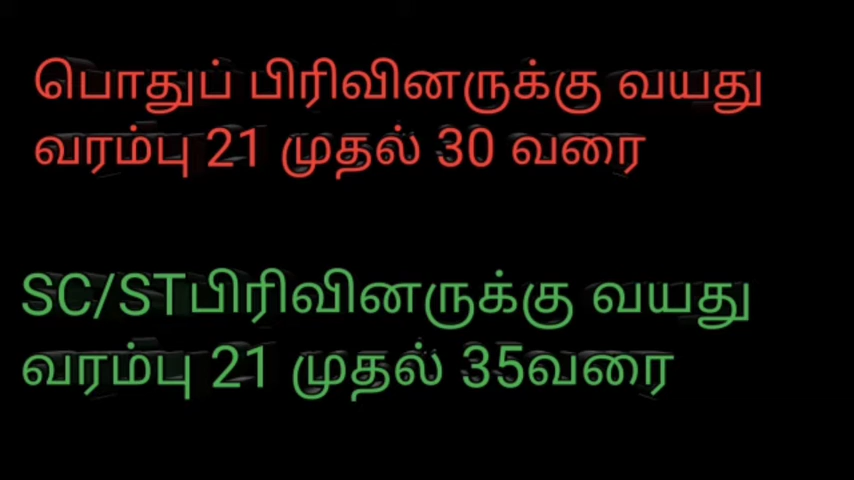 பொதுப் பிரிவினருக்கு வயது
வரம்பு 21 முதல் 30 வரை
SC/STபிரிவினருக்கு வயது
வரம்பு 21 முதல் 35வரை